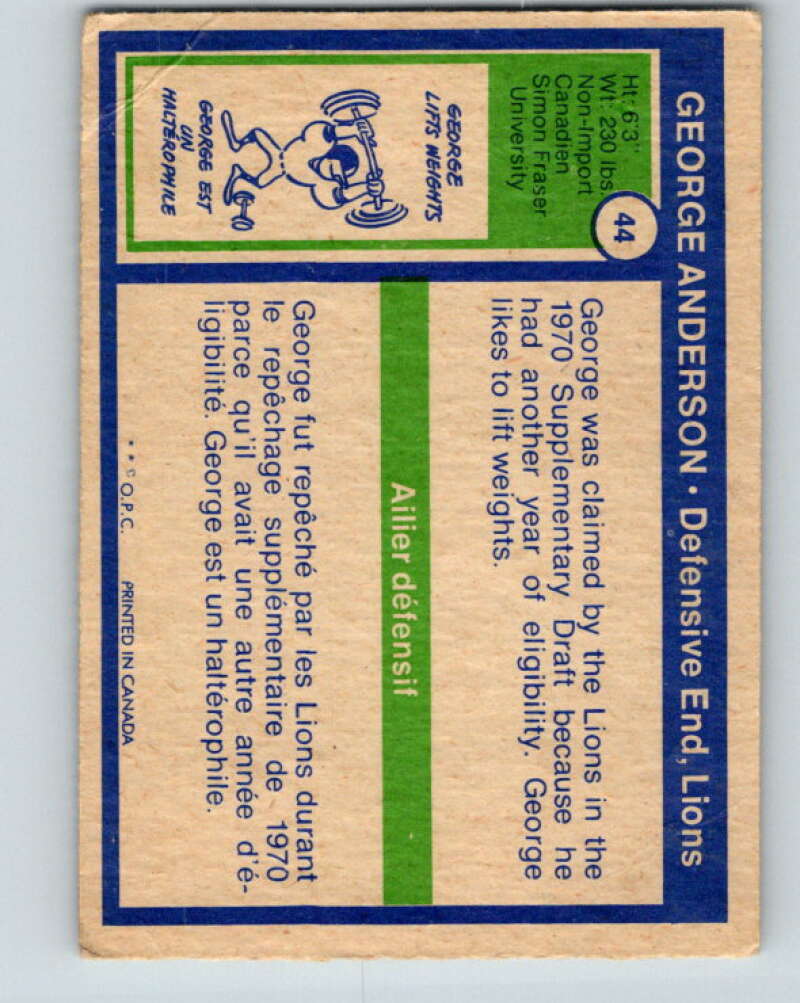 GEORGE ANDERSON • Defensive End, Lions
44
Ht: 6'3"
Wt: 230 lbs.
Non-Import
Canadien
Simon Fraser
University
GEORGE
LIFTS WEIGHTS
GEORGE EST
UN
HALTÉROPHILE
George was claimed by the Lions in the
1970 Supplementary Draft because he
had another year of eligibility. George
likes to lift weights.
Ailier défensif
George fut repêché par les Lions durant
le repêchage supplémentaire de 1970
parce qu'il avait une autre année d'é-
ligibilité. George est un haltérophile.
* * © O.P.C. PRINTED IN CANADA